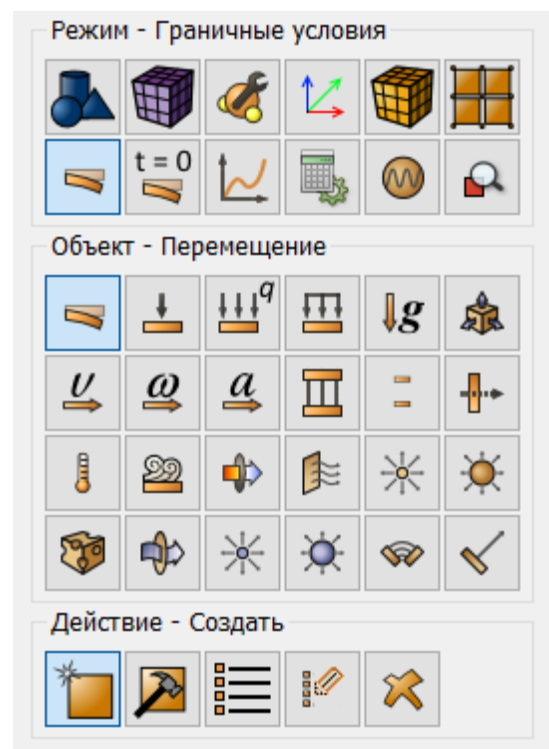 Режим - Граничные условия
t = 0
Объект - Перемещение
q g
υ ω a
Действие - Создать